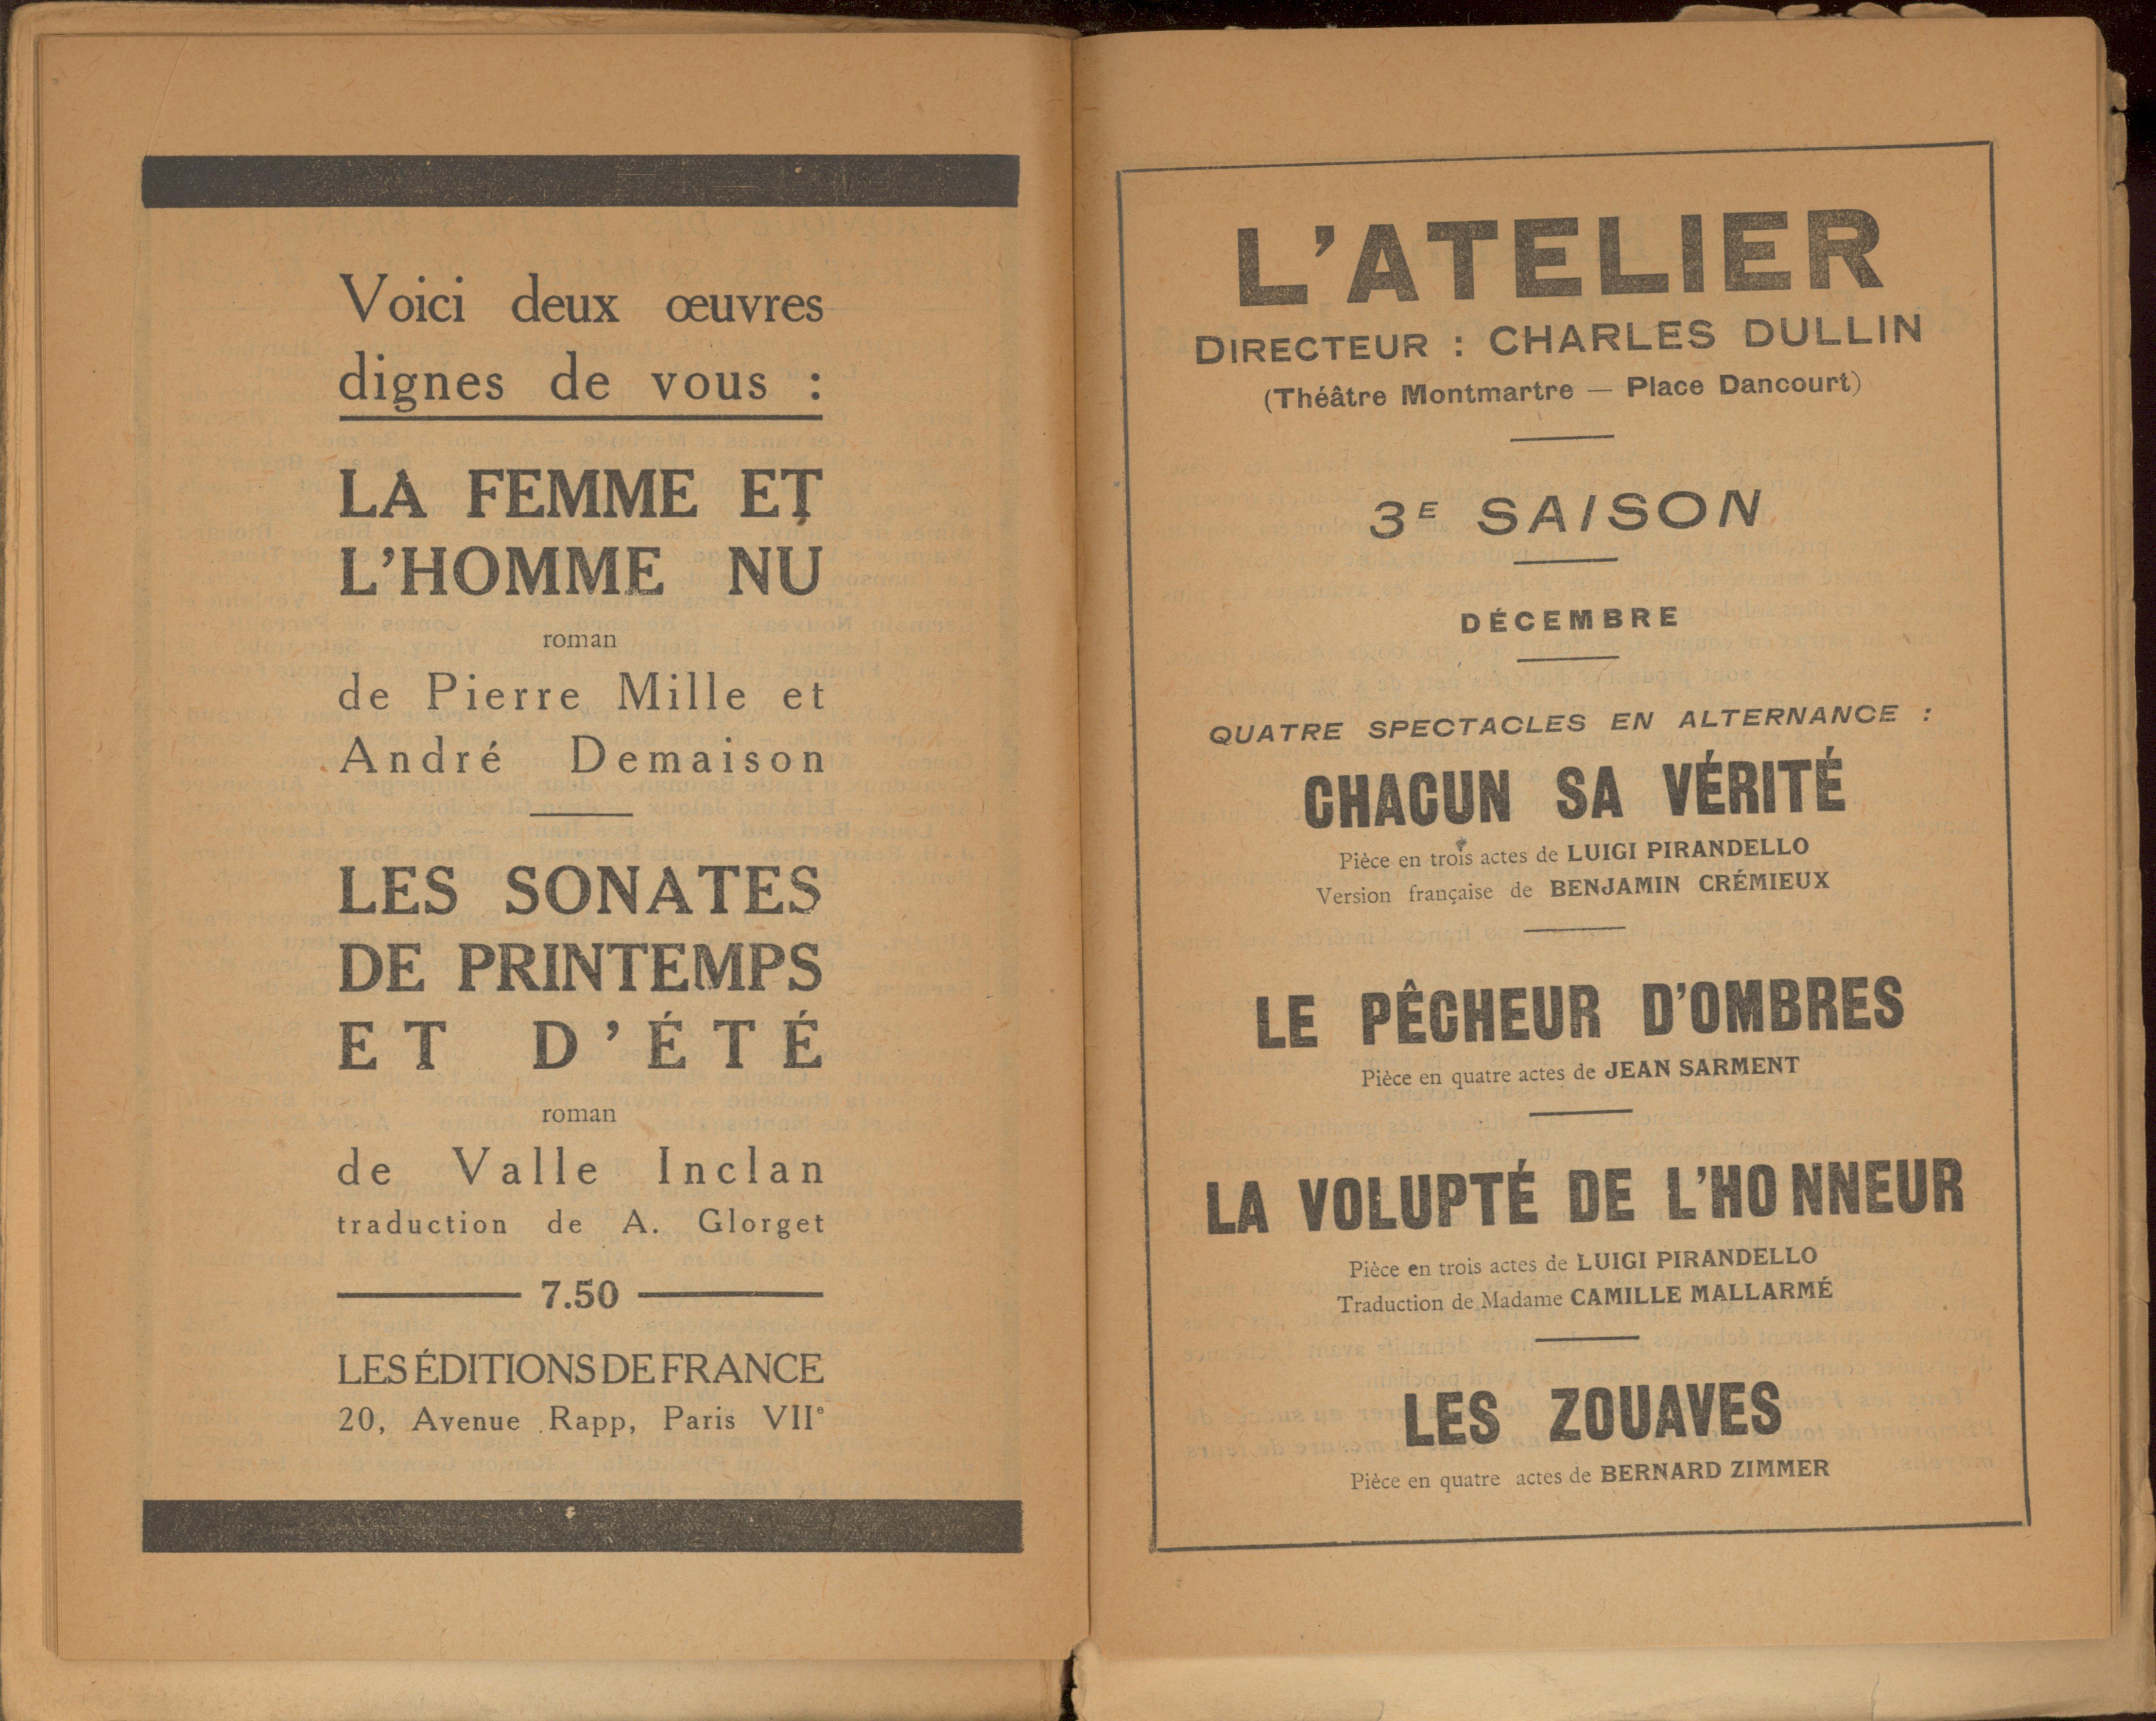 Voici deux œuvres
dignes de vous :
LA FEMME ET
L'HOMME NU
roman
de Pierre Mille et
André Demaison
LES SONATES
DE PRINTEMPS
ET D'ÉTÉ
roman
de Valle Inclan
traduction de A. Glorget
7.50
LES ÉDITIONS DE FRANCE
20, Avenue Rapp, Paris VIIe
L'ATELIER
DIRECTEUR : CHARLES DULLIN
(Théâtre Montmartre — Place Dancourt)
3E SAISON
DÉCEMBRE
QUATRE SPECTACLES EN ALTERNANCE :
CHACUN SA VÉRITÉ
Pièce en trois actes de LUIGI PIRANDELLO
Version française de BENJAMIN CRÉMIEUX
LE PÊCHEUR D'OMBRES
Pièce en quatre actes de JEAN SARMENT
LA VOLUPTÉ DE L'HONNEUR
Pièce en trois actes de LUIGI PIRANDELLO
Traduction de Madame CAMILLE MALLARMÉ
LES ZOUAVES
Pièce en quatre actes de BERNARD ZIMMER